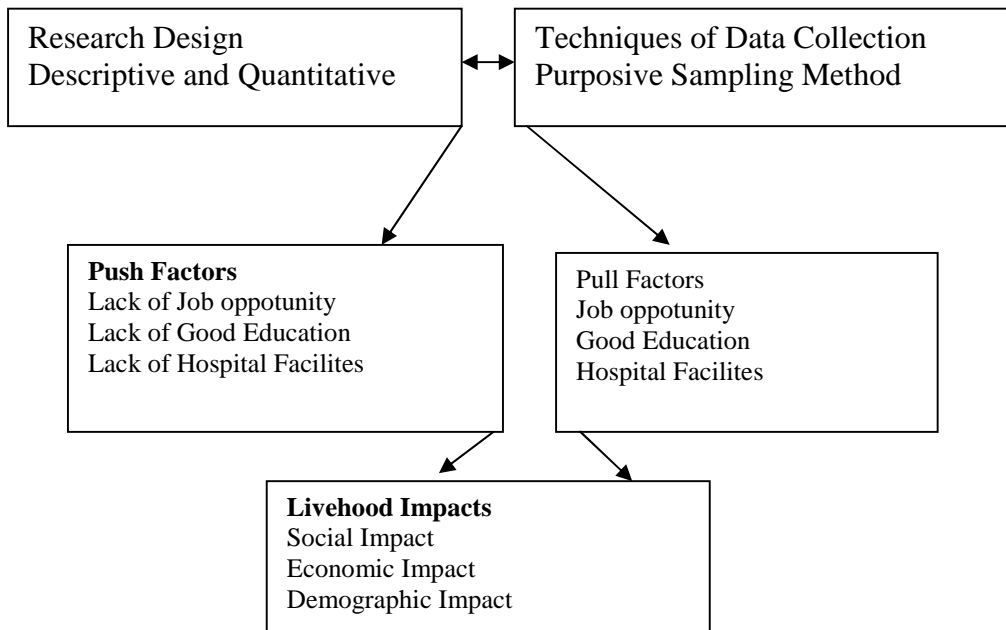 Research Design
Descriptive and Quantitative
Techniques of Data Collection
Purposive Sampling Method
Push Factors
Lack of Job oppotunity
Lack of Good Education
Lack of Hospital Facilites
Pull Factors
Job oppotunity
Good Education
Hospital Facilites
Livehood Impacts
Social Impact
Economic Impact
Demographic Impact